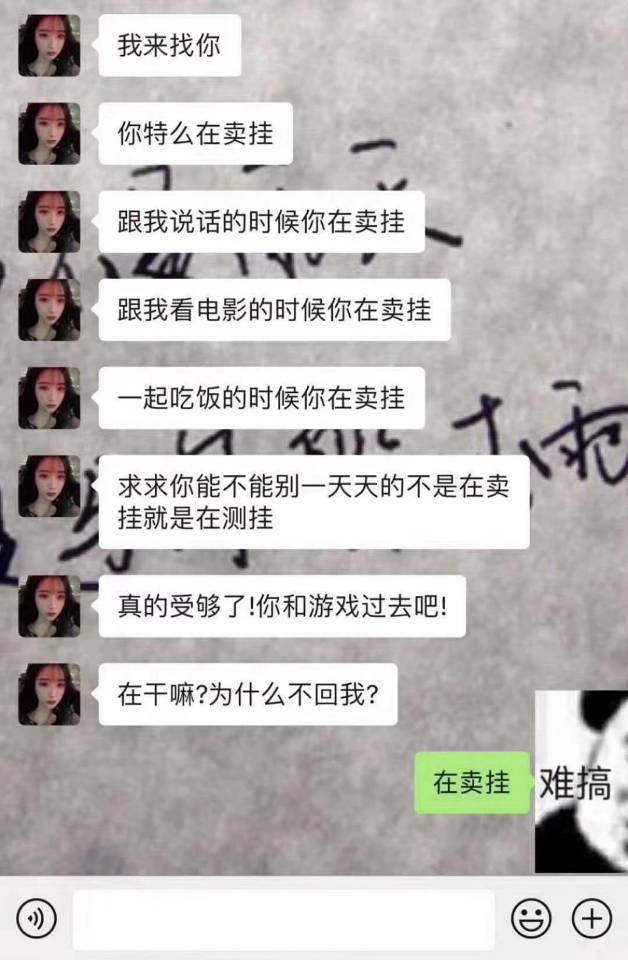 我来找你
你特么在卖挂
跟我说话的时候你在卖挂
跟我看电影的时候你在卖挂
一起吃饭的时候你在卖挂
求求你能不能别一天天的不是在卖
挂就是在测挂
真的受够了!你和游戏过去吧!
在干嘛?为什么不回我?
在卖挂
难搞